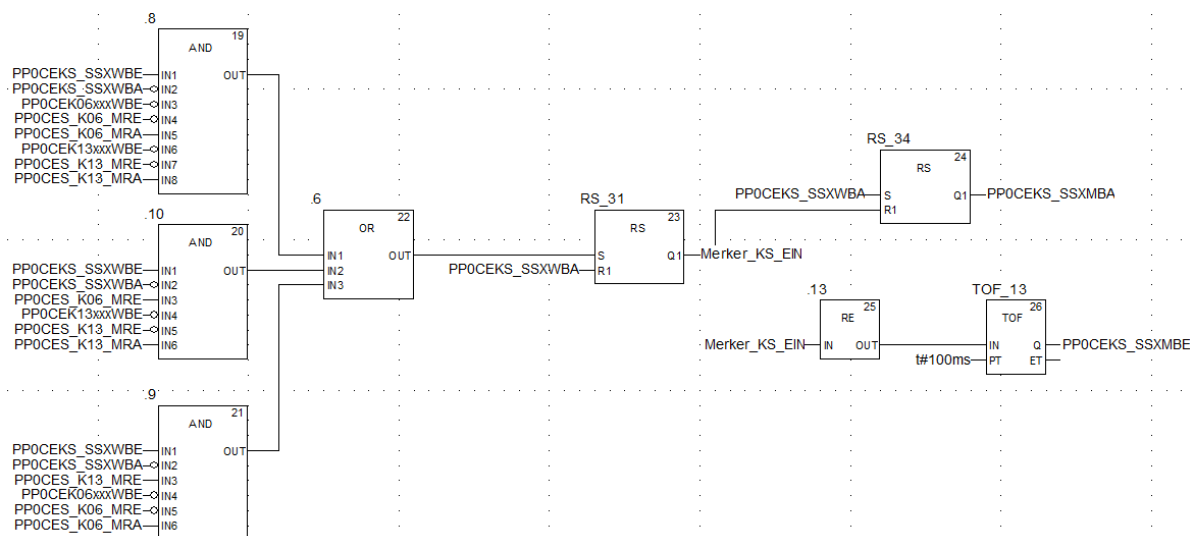 .8
19
AND
PP0CEKS_SSXWBE IN1 OUT
PP0CEKS_SSXWBA IN2
PP0CEK06xxxWBE IN3
PP0CES_K06_MRE IN4
PP0CES_K06_MRA IN5
PP0CEK13xxxWBE IN6
PP0CES_K13_MRE IN7
PP0CES_K13_MRA IN8
.10
20
AND
PP0CEKS_SSXWBE IN1 OUT
PP0CEKS_SSXWBA IN2
PP0CES_K06_MRE IN3
PP0CEK13xxxWBE IN4
PP0CES_K13_MRE IN5
PP0CES_K13_MRA IN6
.9
21
AND
PP0CEKS_SSXWBE IN1 OUT
PP0CEKS_SSXWBA IN2
PP0CES_K13_MRE IN3
PP0CEK06xxxWBE IN4
PP0CES_K06_MRE IN5
PP0CES_K06_MRA IN6
.6
22
OR
IN1 OUT
IN2
IN3
RS_31
23
RS
S Q1 Merker_KS_EIN
PP0CEKS_SSXWBA R1
RS_34
24
RS
PP0CEKS_SSXWBA S Q1 PP0CEKS_SSXMBA
R1
.13
25
RE
Merker_KS_EIN IN OUT
TOF_13
26
TOF
IN Q PP0CEKS_SSXMBE
t#100ms PT ET